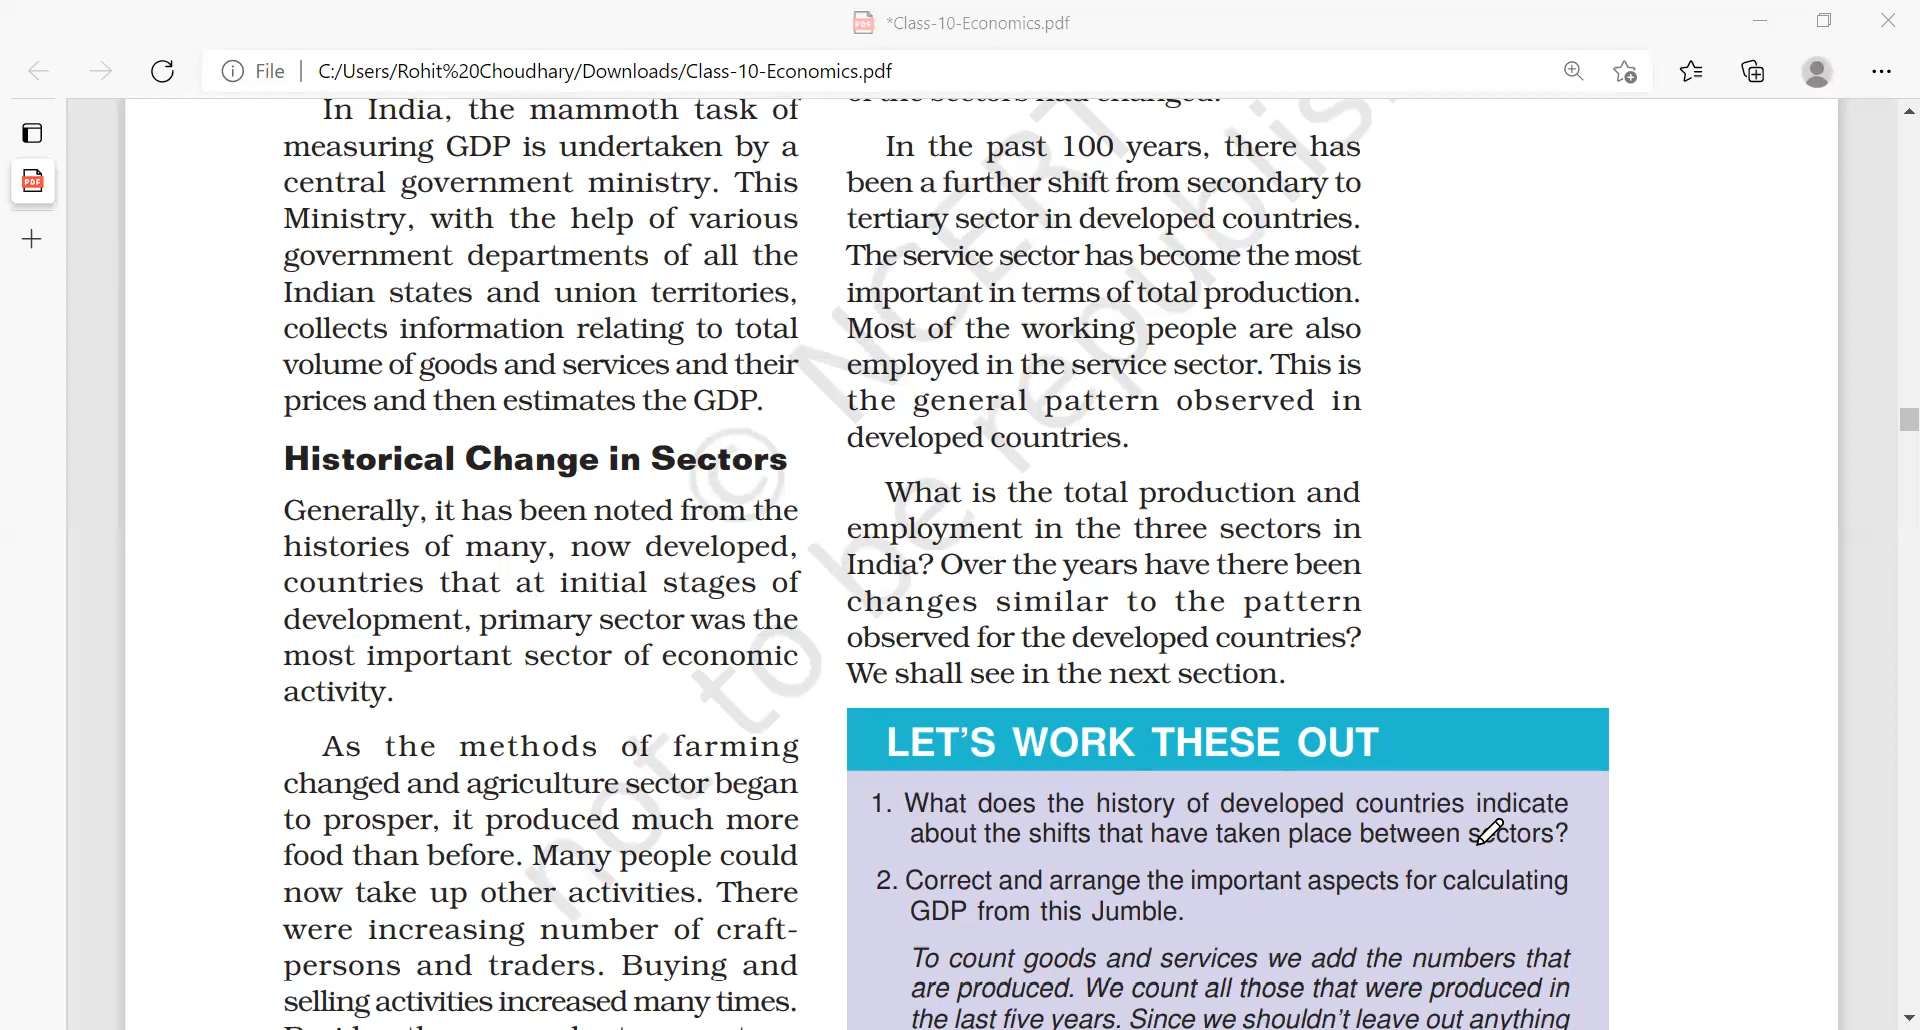 *Class-10-Economics.pdf
File | C:/Users/Rohit%20Choudhary/Downloads/Class-10-Economics.pdf
In India, the mammoth task of
measuring GDP is undertaken by a
central government ministry. This
Ministry, with the help of various
government departments of all the
Indian states and union territories,
collects information relating to total
volume of goods and services and their
prices and then estimates the GDP.
Historical Change in Sectors
Generally, it has been noted from the
histories of many, now developed,
countries that at initial stages of
development, primary sector was the
most important sector of economic
activity.
As the methods of farming
changed and agriculture sector began
to prosper, it produced much more
food than before. Many people could
now take up other activities. There
were increasing number of craft-
persons and traders. Buying and
selling activities increased many times.
of the sectors had changed.
In the past 100 years, there has
been a further shift from secondary to
tertiary sector in developed countries.
The service sector has become the most
important in terms of total production.
Most of the working people are also
employed in the service sector. This is
the general pattern observed in
developed countries.
What is the total production and
employment in the three sectors in
India? Over the years have there been
changes similar to the pattern
observed for the developed countries?
We shall see in the next section.
LET'S WORK THESE OUT
1. What does the history of developed countries indicate
about the shifts that have taken place between sectors?
2. Correct and arrange the important aspects for calculating
GDP from this Jumble.
To count goods and services we add the numbers that
are produced. We count all those that were produced in
the last five years. Since we shouldn't leave out anything
© NCERT
not to be republis